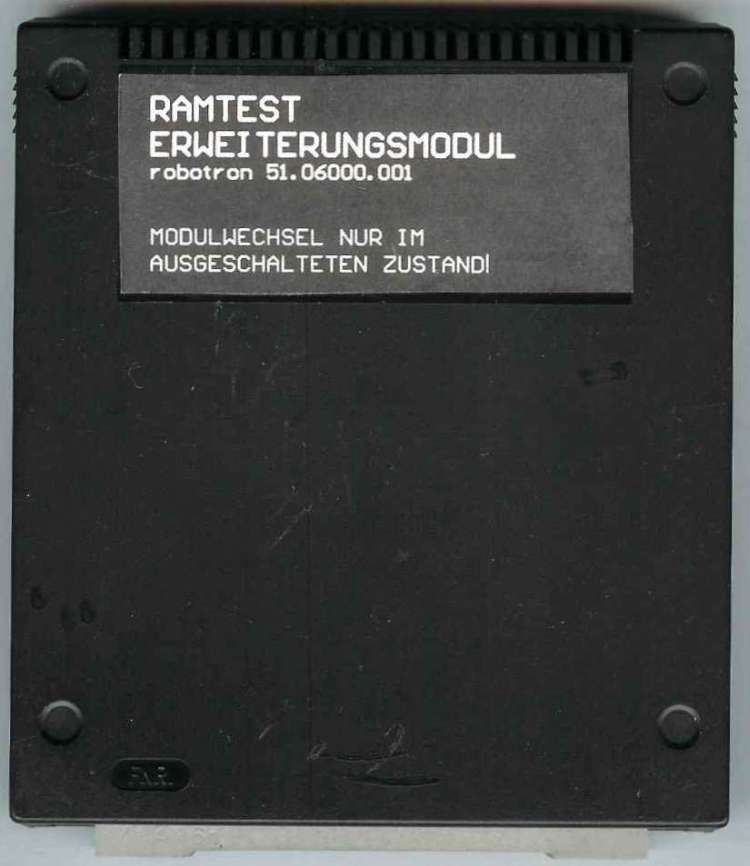 RAMTEST
ERWEITERUNGSMODUL
robotron 51.06000.001
MODULWECHSEL NUR IM
AUSGESCHALTETEN ZUSTAND!